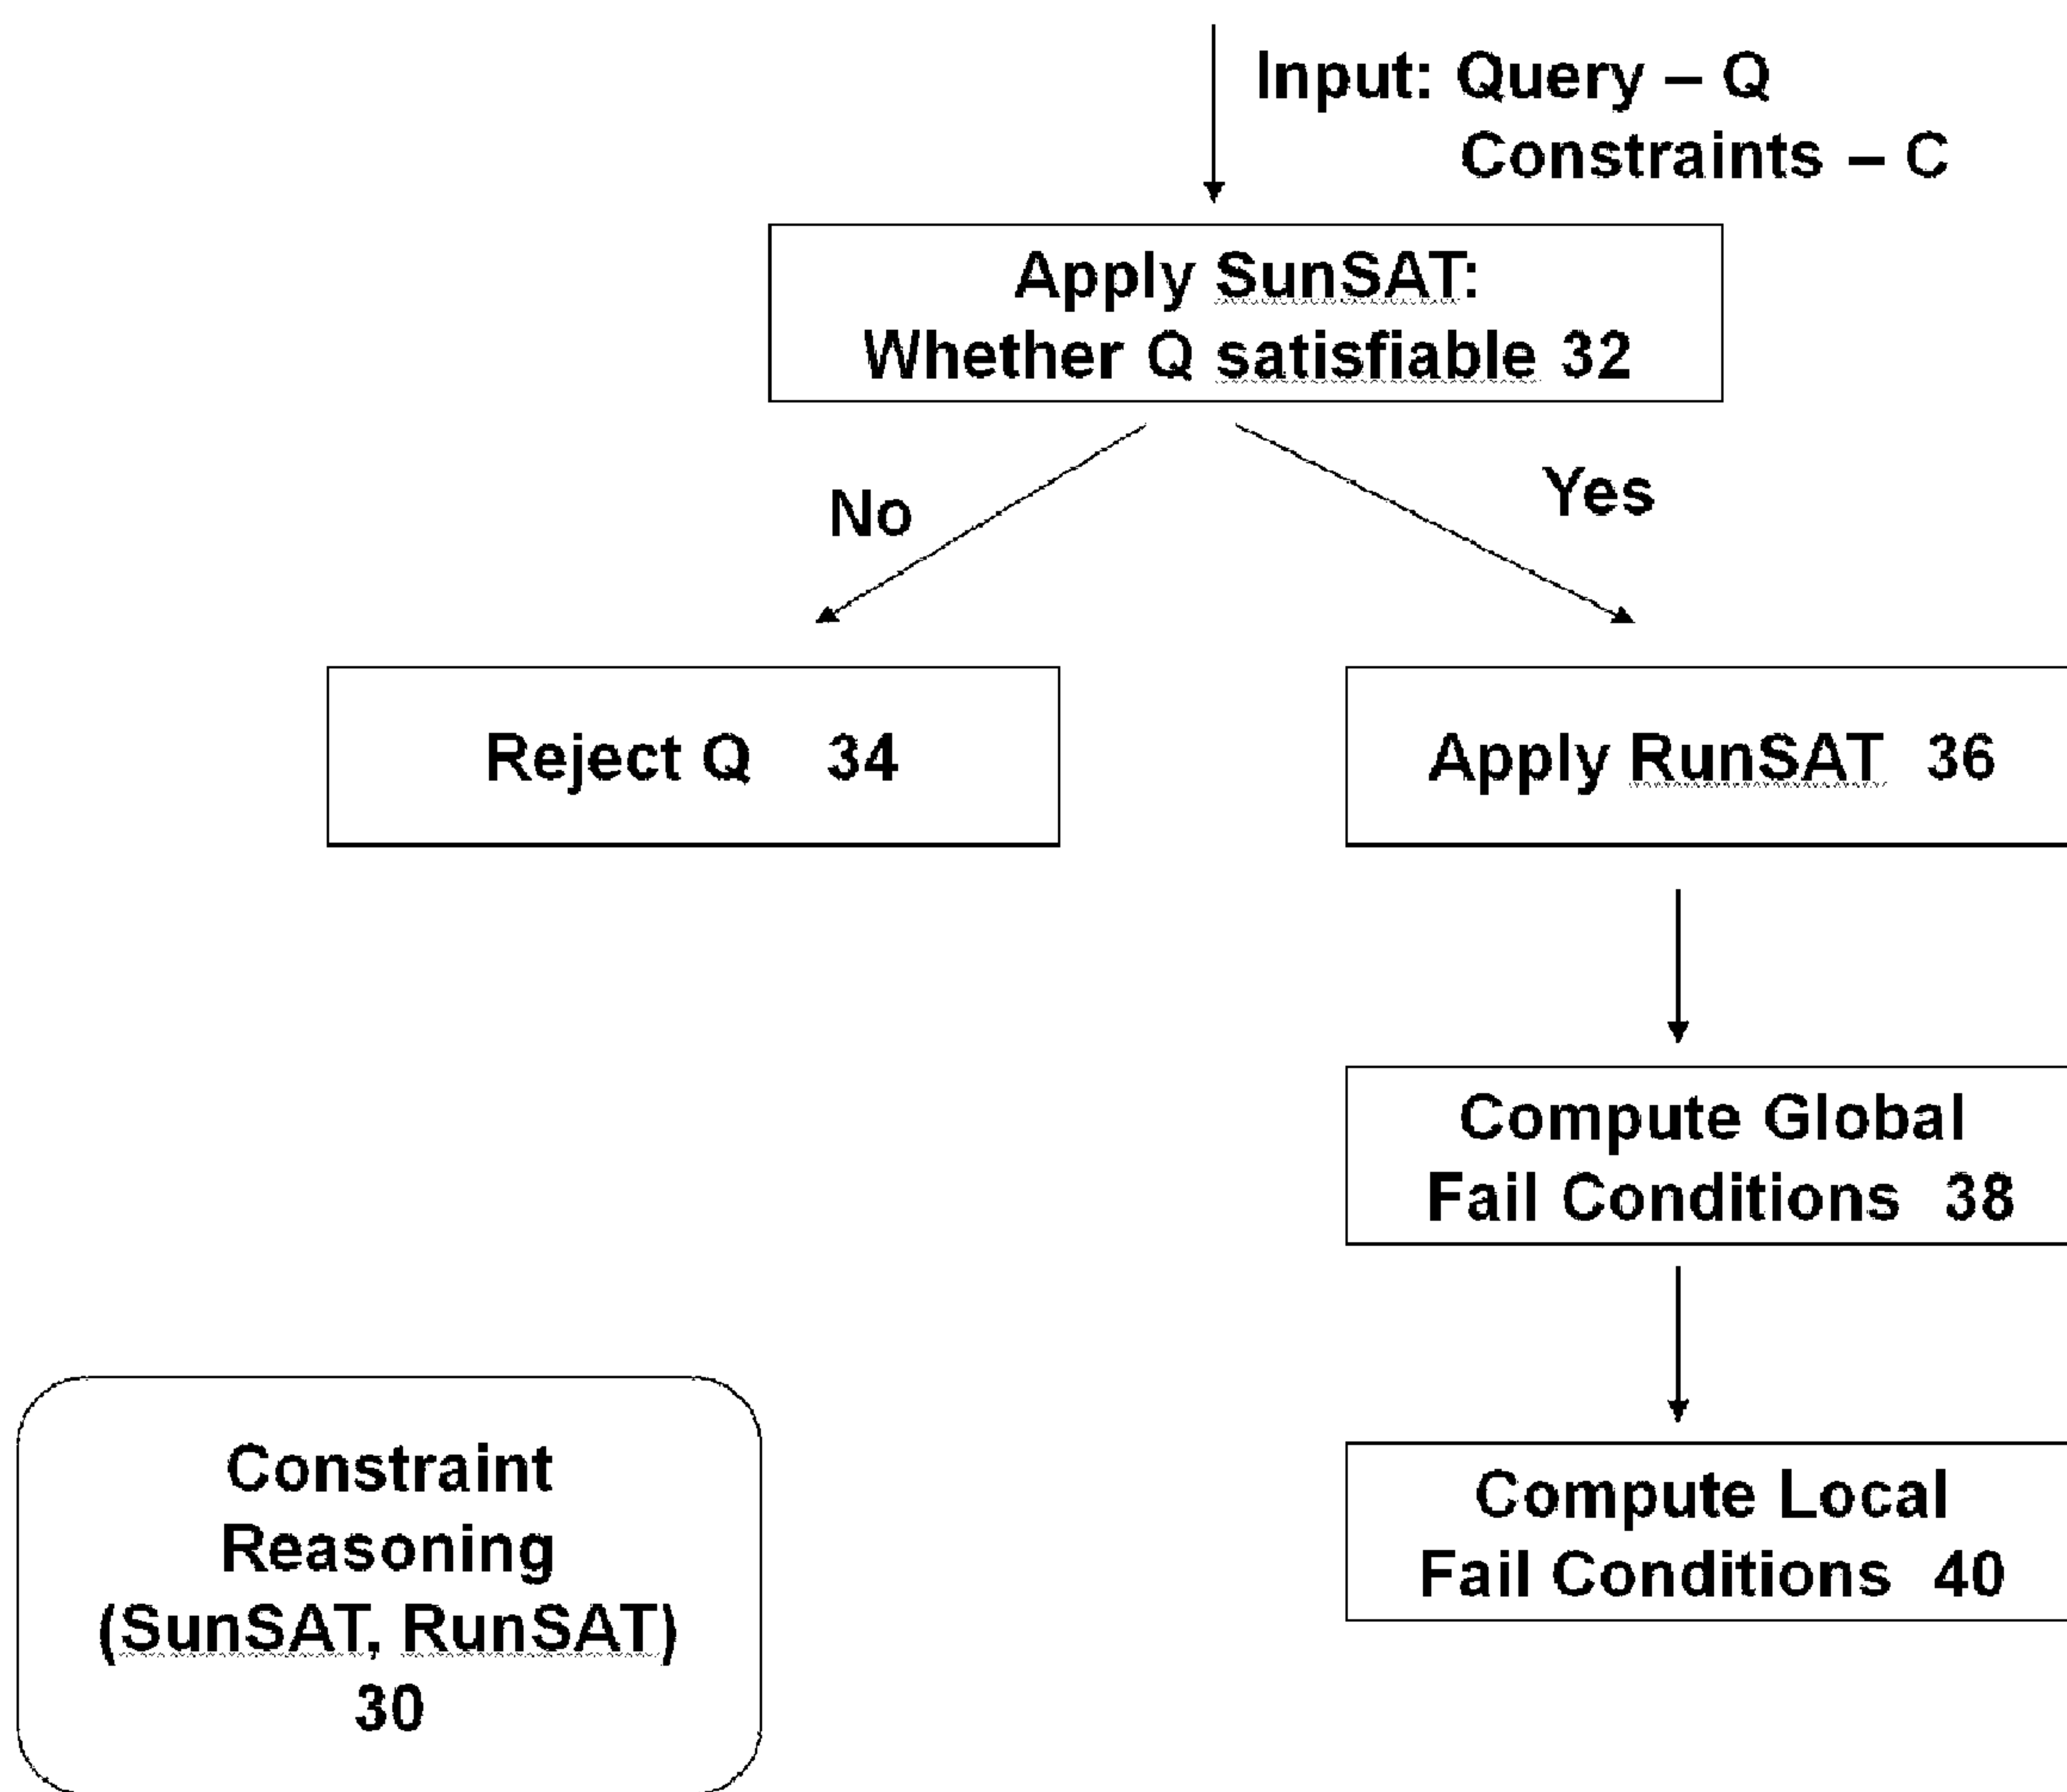 Input: Query – Q
Constraints – C
Apply SunSAT:
Whether Q satisfiable 32
No
Yes
Reject Q 34
Apply RunSAT 36
Compute Global
Fail Conditions 38
Compute Local
Fail Conditions 40
Constraint
Reasoning
(SunSAT, RunSAT)
30